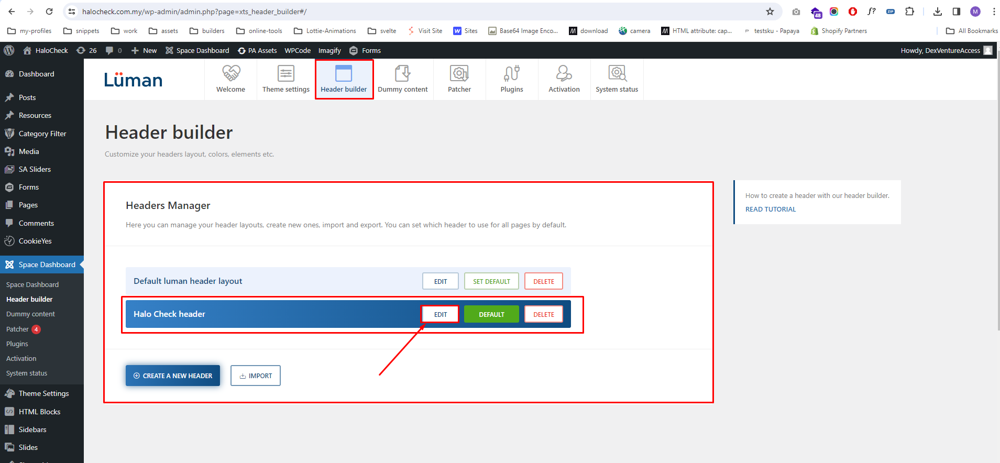 halocheck.com.my/wp-admin/admin.php?page=xts_header_builder#/
48
f?
ZIP
M
my-profiles
snippets
work
assets
builders
online-tools
Lottie-Animations
svelte
Visit Site
W
Sites
Base64 Image Enco...
download
camera
HTML attribute: cap...
testsku - Papaya
Shopify Partners
All Bookmarks
HaloCheck
26
0
New
Space Dashboard
PA Assets
WPCode
Imagify
Forms
Howdy, DexVentureAccess
Dashboard
Posts
Resources
Category Filter
Media
SA Sliders
Forms
Pages
Comments
CookieYes
Space Dashboard
Space Dashboard
Header builder
Dummy content
Patcher 4
Plugins
Activation
System status
Theme Settings
HTML Blocks
Sidebars
Slides
Lüman
Welcome
Theme settings
Header builder
Dummy content
Patcher
Plugins
Activation
System status
Header builder
Customize your headers layout, colors, elements etc.
Headers Manager
Here you can manage your header layouts, create new ones, import and export. You can set which header to use for all pages by default.
Default luman header layout
EDIT
SET DEFAULT
DELETE
Halo Check header
EDIT
DEFAULT
DELETE
CREATE A NEW HEADER
IMPORT
How to create a header with our header builder.
READ TUTORIAL